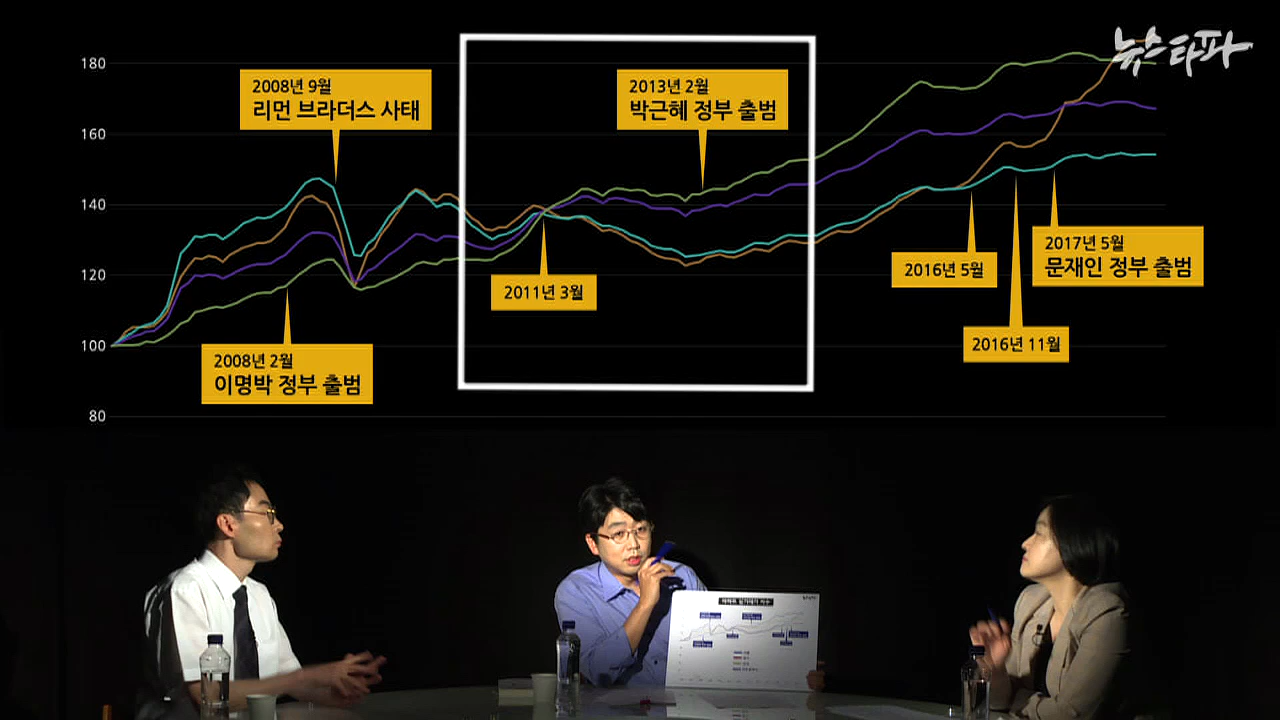 뉴스타파
180
160
140
120
100
80
2008년 9월
리먼 브라더스 사태
2013년 2월
박근혜 정부 출범
2011년 3월
2008년 2월
이명박 정부 출범
2016년 5월
2017년 5월
문재인 정부 출범
2016년 11월